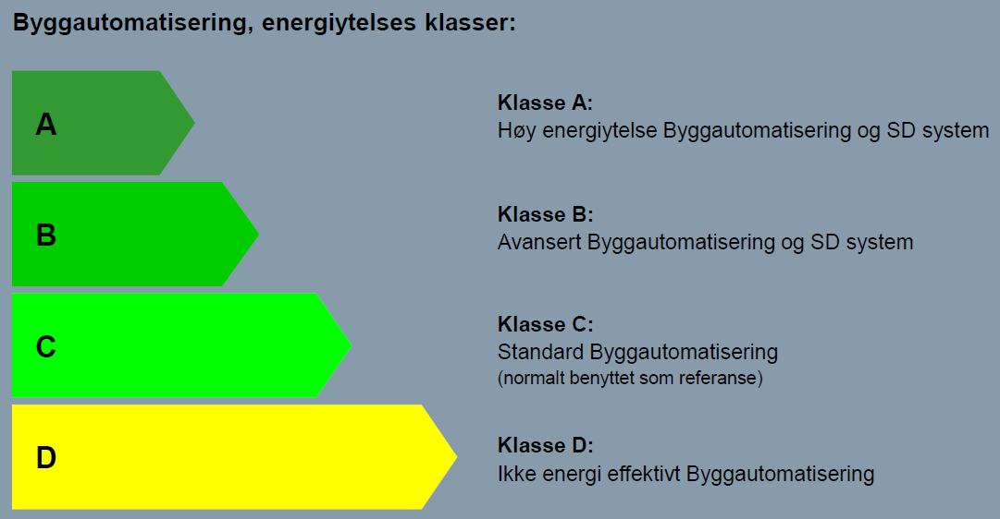 Byggautomatisering, energiytelses klasser:
A
Klasse A:
Høy energiytelse Byggautomatisering og SD system
B
Klasse B:
Avansert Byggautomatisering og SD system
C
Klasse C:
Standard Byggautomatisering
(normalt benyttet som referanse)
D
Klasse D:
Ikke energi effektivt Byggautomatisering